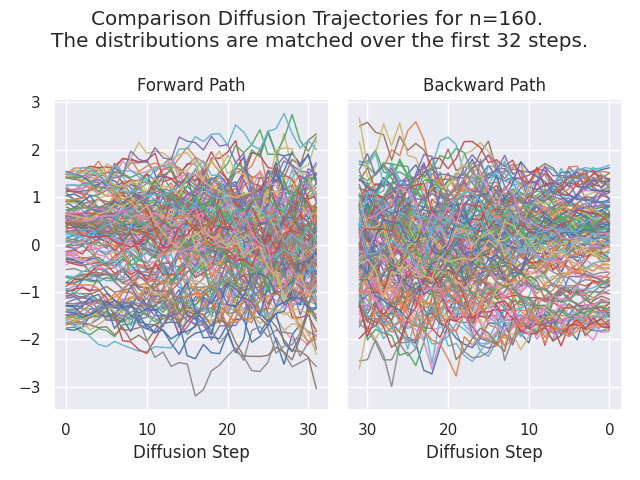 Comparison Diffusion Trajectories for n=160.
The distributions are matched over the first 32 steps.
Forward Path
Backward Path
3
2
1
0
−1
−2
−3
0 10 20 30
30 20 10 0
Diffusion Step
Diffusion Step